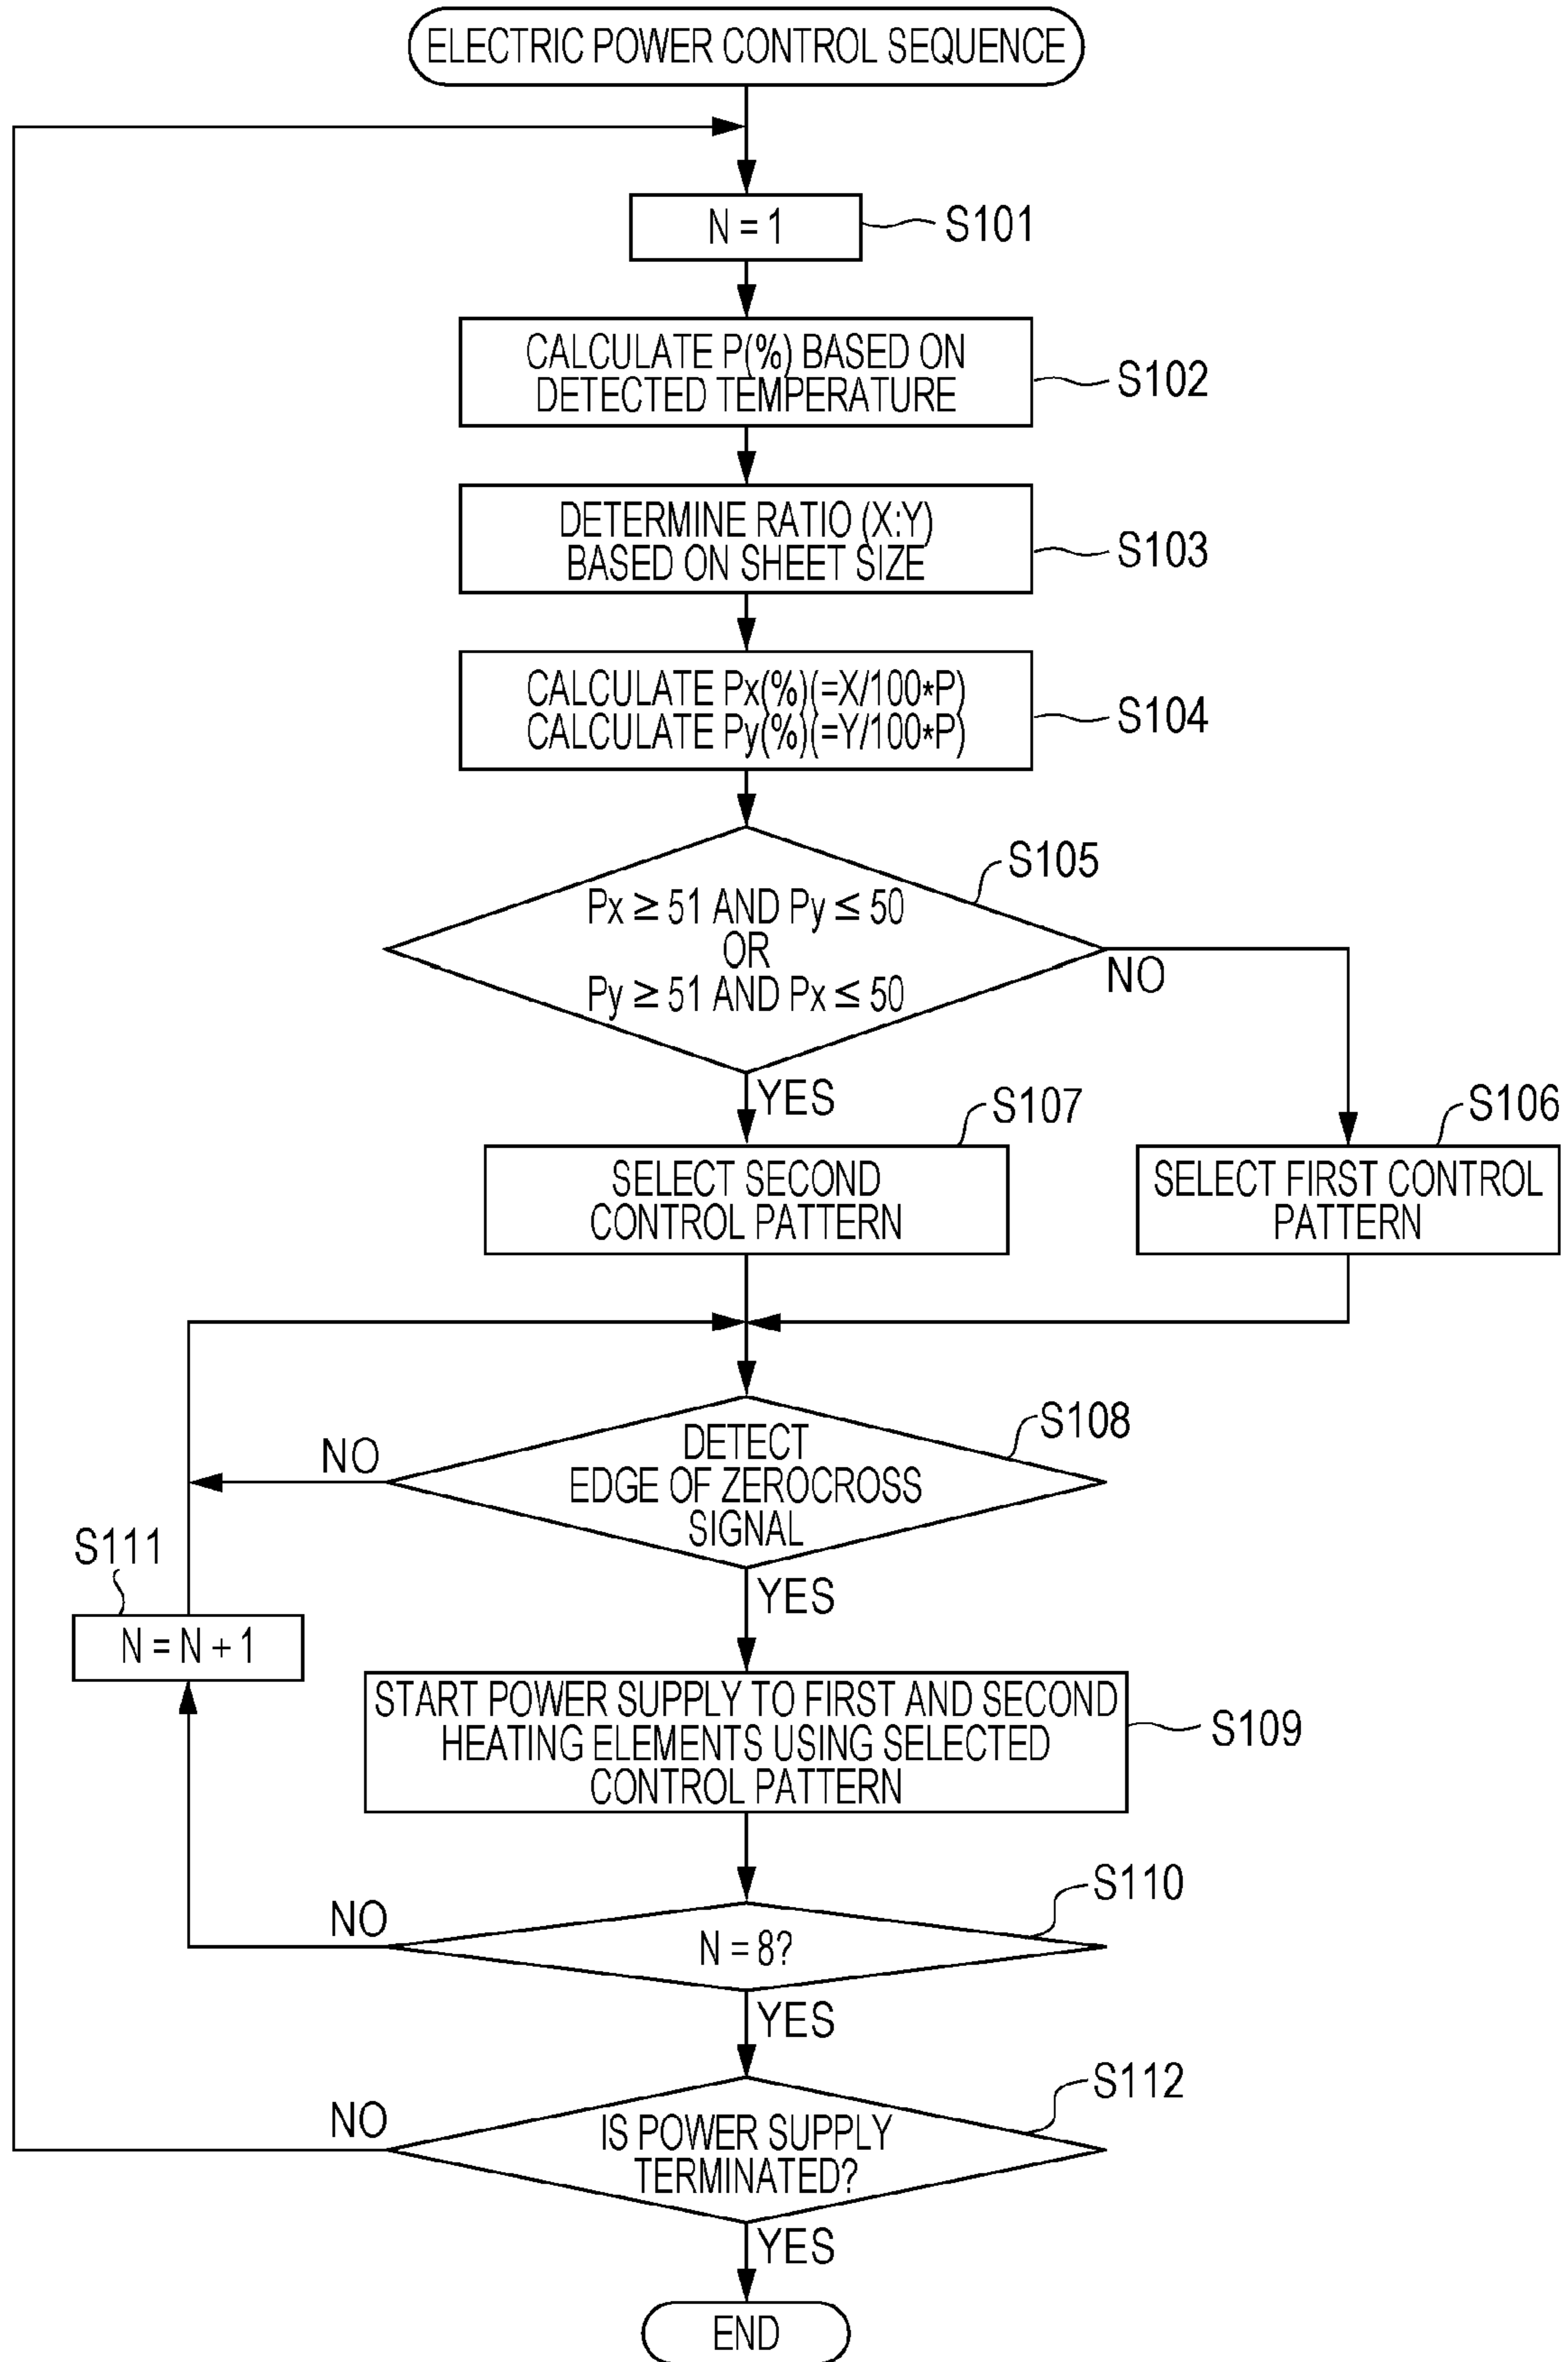 ELECTRIC POWER CONTROL SEQUENCE
N = 1
S101
CALCULATE P(%) BASED ON
DETECTED TEMPERATURE
S102
DETERMINE RATIO (X:Y)
BASED ON SHEET SIZE
S103
CALCULATE Px(%)(=X/100*P)
CALCULATE Py(%)(=Y/100*P)
S104
S105
Px ≥ 51 AND Py ≤ 50
OR
Py ≥ 51 AND Px ≤ 50
NO
YES
S107
S106
SELECT SECOND
CONTROL PATTERN
SELECT FIRST CONTROL
PATTERN
S108
DETECT
EDGE OF ZEROCROSS
SIGNAL
NO
YES
S111
N = N + 1
START POWER SUPPLY TO FIRST AND SECOND
HEATING ELEMENTS USING SELECTED
CONTROL PATTERN
S109
S110
N = 8?
NO
YES
S112
IS POWER SUPPLY
TERMINATED?
NO
YES
END